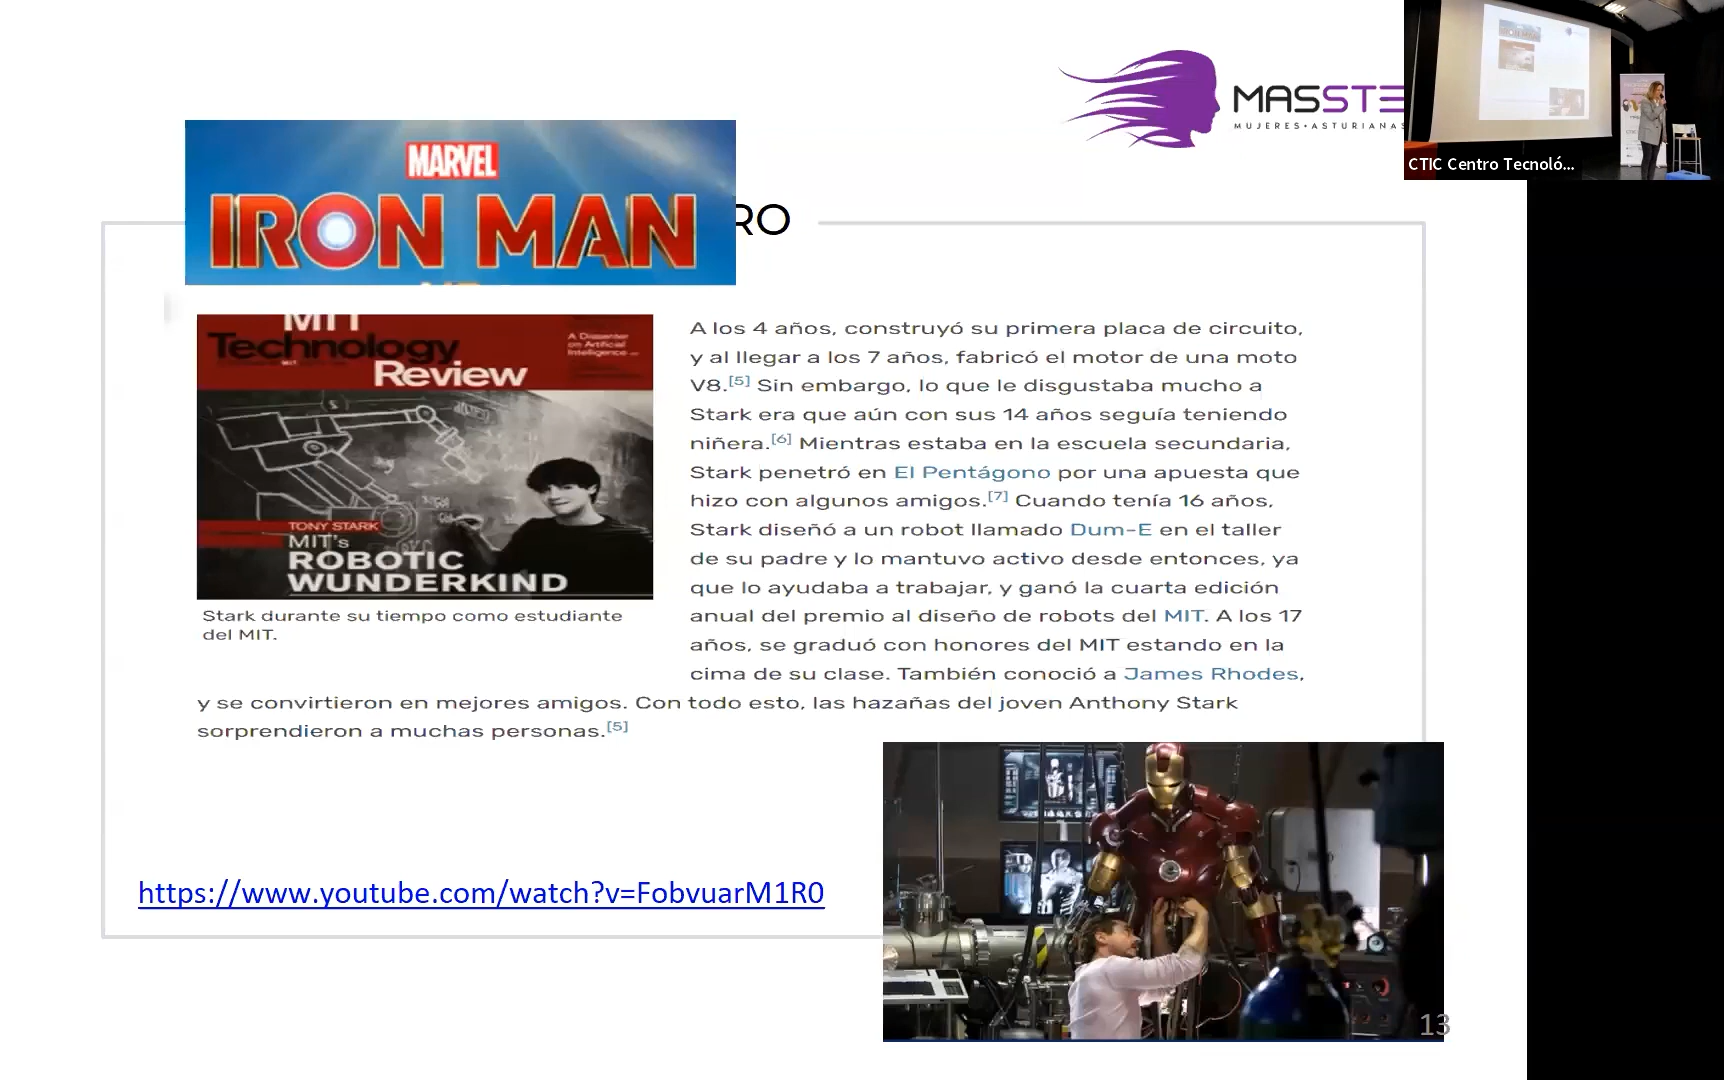 MASSTE
MUJERES•ASTURIANAS
CTIC Centro Tecnoló...
MARVEL
IRON MAN
RO
MIT
Technology
Review
A Dissenter
on Artificial
Intelligence
TONY STARK
MIT's
ROBOTIC
WUNDERKIND
Stark durante su tiempo como estudiante
del MIT.
A los 4 años, construyó su primera placa de circuito,
y al llegar a los 7 años, fabricó el motor de una moto
V8.[5] Sin embargo, lo que le disgustaba mucho a
Stark era que aún con sus 14 años seguía teniendo
niñera.[6] Mientras estaba en la escuela secundaria,
Stark penetró en El Pentágono por una apuesta que
hizo con algunos amigos.[7] Cuando tenía 16 años,
Stark diseñó a un robot llamado Dum-E en el taller
de su padre y lo mantuvo activo desde entonces, ya
que lo ayudaba a trabajar, y ganó la cuarta edición
anual del premio al diseño de robots del MIT. A los 17
años, se graduó con honores del MIT estando en la
cima de su clase. También conoció a James Rhodes,
y se convirtieron en mejores amigos. Con todo esto, las hazañas del joven Anthony Stark
sorprendieron a muchas personas.[5]
https://www.youtube.com/watch?v=FobvuarM1R0
13